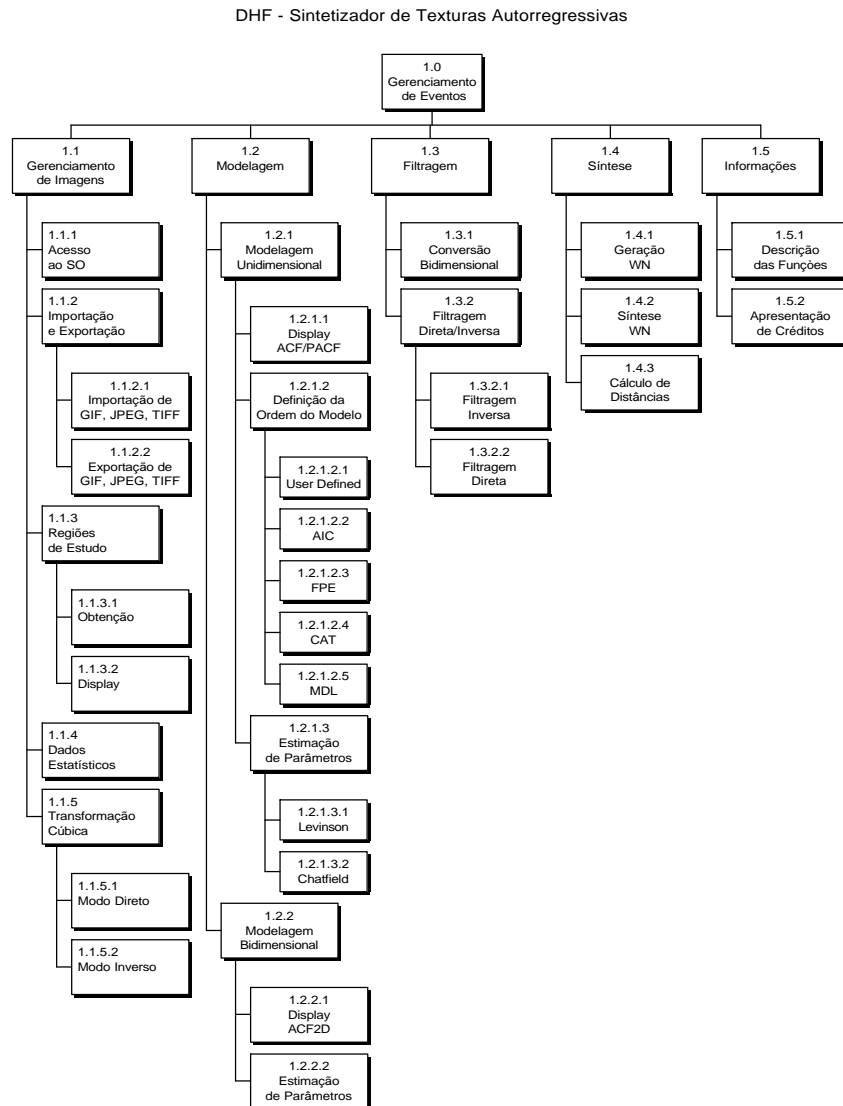 DHF - Sintetizador de Texturas Autorregressivas
1.0
Gerenciamento
de Eventos
1.1
Gerenciamento
de Imagens
1.1.1
Acesso
ao SO
1.1.2
Importação
e Exportação
1.1.2.1
Importação de
GIF, JPEG, TIFF
1.1.2.2
Exportação de
GIF, JPEG, TIFF
1.1.3
Regiões
de Estudo
1.1.3.1
Obtenção
1.1.3.2
Display
1.1.4
Dados
Estatísticos
1.1.5
Transformação
Cúbica
1.1.5.1
Modo Direto
1.1.5.2
Modo Inverso
1.2
Modelagem
1.2.1
Modelagem
Unidimensional
1.2.1.1
Display
ACF/PACF
1.2.1.2
Definição da
Ordem do Modelo
1.2.1.2.1
User Defined
1.2.1.2.2
AIC
1.2.1.2.3
FPE
1.2.1.2.4
CAT
1.2.1.2.5
MDL
1.2.1.3
Estimação
de Parâmetros
1.2.1.3.1
Levinson
1.2.1.3.2
Chatfield
1.2.2
Modelagem
Bidimensional
1.2.2.1
Display
ACF2D
1.2.2.2
Estimação
de Parâmetros
1.3
Filtragem
1.3.1
Conversão
Bidimensional
1.3.2
Filtragem
Direta/Inversa
1.3.2.1
Filtragem
Inversa
1.3.2.2
Filtragem
Direta
1.4
Síntese
1.4.1
Geração
WN
1.4.2
Síntese
WN
1.4.3
Cálculo de
Distâncias
1.5
Informações
1.5.1
Descrição
das Funçòes
1.5.2
Apresentação
de Créditos